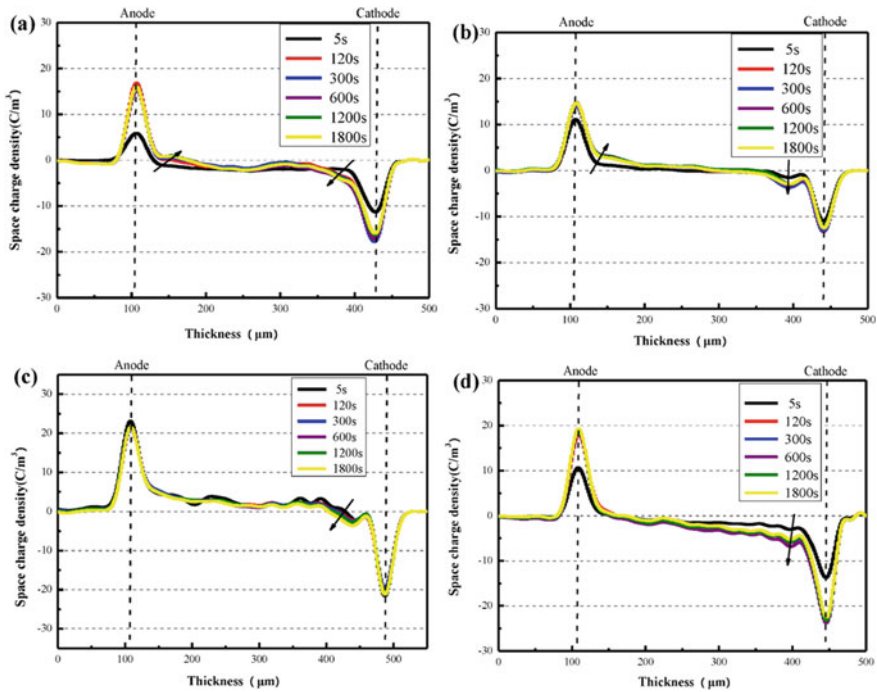 (a)
Anode Cathode
Space charge density(C/m³)
30
20
10
0
-10
-20
-30
5s
120s
300s
600s
1200s
1800s
0 100 200 300 400 500
Thickness (μm)
(b)
Anode Cathode
Space charge density(C/m³)
30
20
10
0
-10
-20
-30
5s
120s
300s
600s
1200s
1800s
0 100 200 300 400 500
Thickness (μm)
(c)
Anode Cathode
Space charge density(C/m³)
30
20
10
0
-10
-20
-30
5s
120s
300s
600s
1200s
1800s
0 100 200 300 400 500
Thickness (μm)
(d)
Anode Cathode
Space charge density(C/m³)
30
20
10
0
-10
-20
-30
5s
120s
300s
600s
1200s
1800s
0 100 200 300 400 500
Thickness (μm)